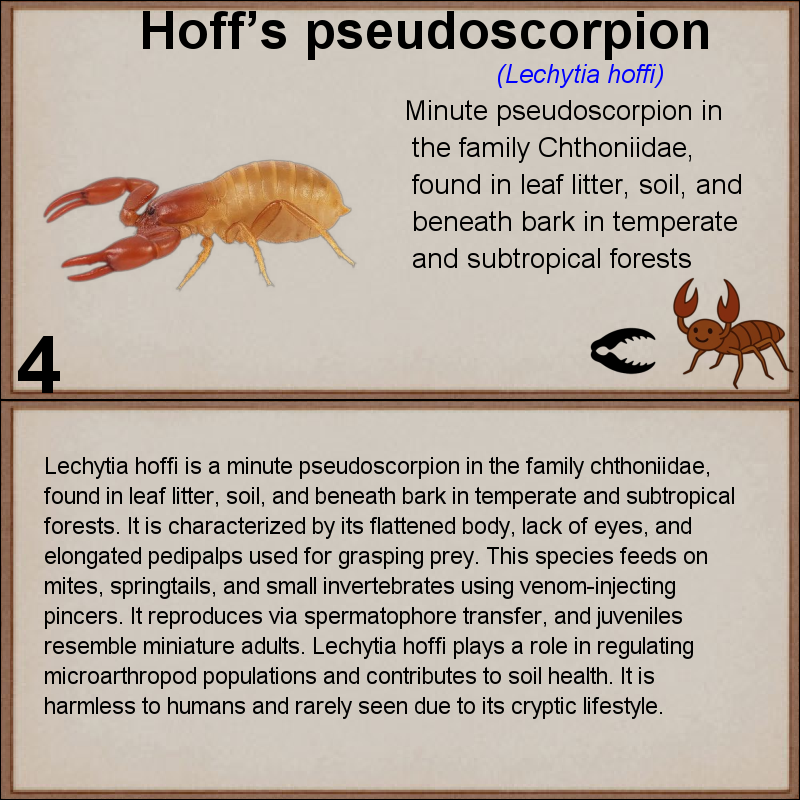 Hoff’s pseudoscorpion
(Lechytia hoffi)
Minute pseudoscorpion in
the family Chthoniidae,
found in leaf litter, soil, and
beneath bark in temperate
and subtropical forests
4
Lechytia hoffi is a minute pseudoscorpion in the family chthoniidae,
found in leaf litter, soil, and beneath bark in temperate and subtropical
forests. It is characterized by its flattened body, lack of eyes, and
elongated pedipalps used for grasping prey. This species feeds on
mites, springtails, and small invertebrates using venom-injecting
pincers. It reproduces via spermatophore transfer, and juveniles
resemble miniature adults. Lechytia hoffi plays a role in regulating
microarthropod populations and contributes to soil health. It is
harmless to humans and rarely seen due to its cryptic lifestyle.